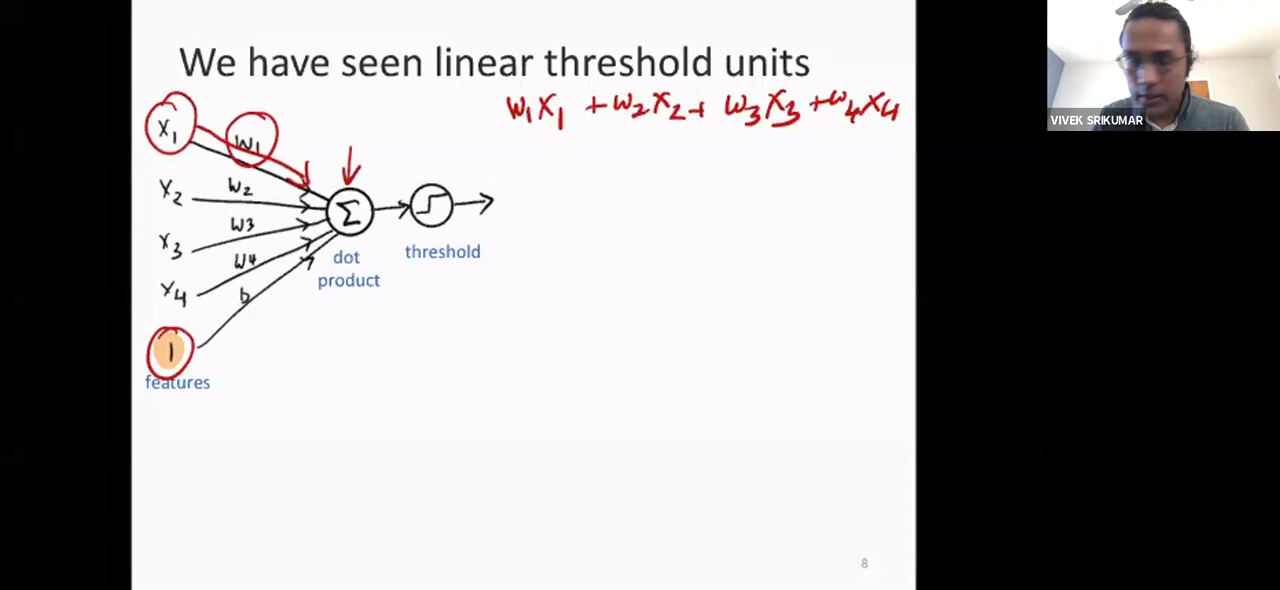 We have seen linear threshold units
w1x1 + w2x2 + w3x3 + w4x4
VIVEK SRIKUMAR
x1
w1
x2
w2
x3
w3
x4
w4
b
1
features
Σ
dot
product
threshold
8